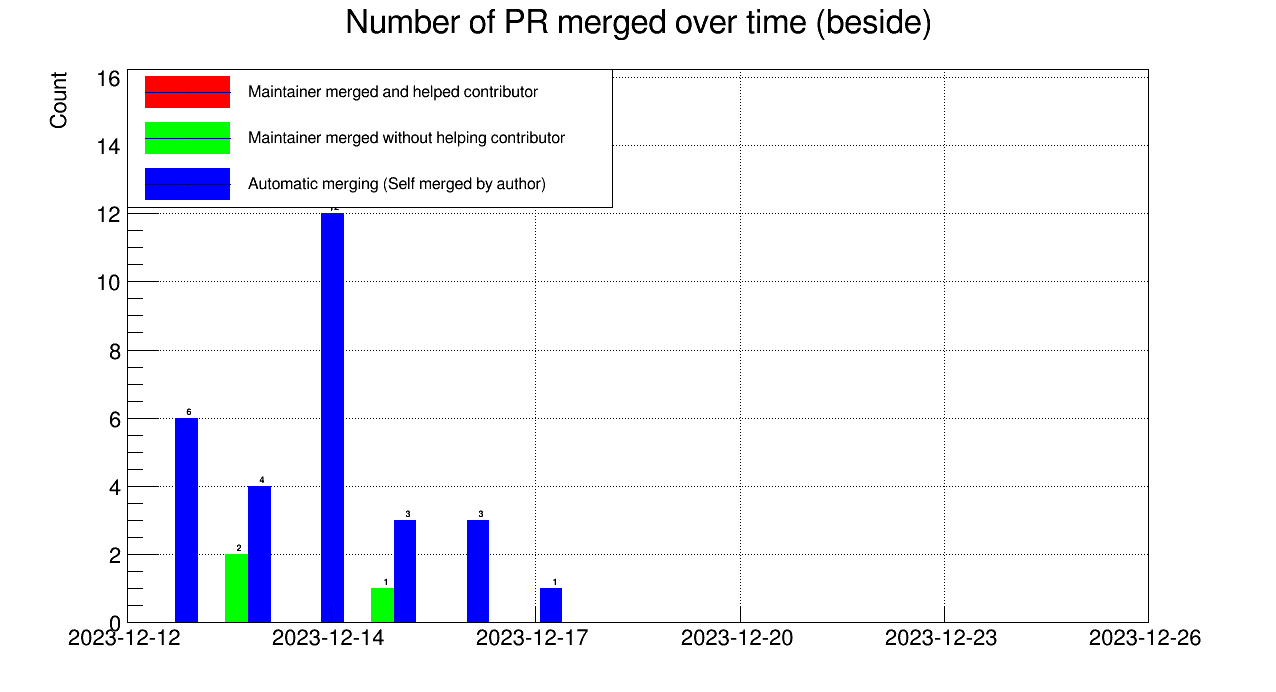 Number of PR merged over time (beside)
Count
16
14
12
10
8
6
4
2
0
Maintainer merged and helped contributor
Maintainer merged without helping contributor
Automatic merging (Self merged by author)
6
2
4
1
3
3
1
2023-12-12 2023-12-14 2023-12-17 2023-12-20 2023-12-23 2023-12-26